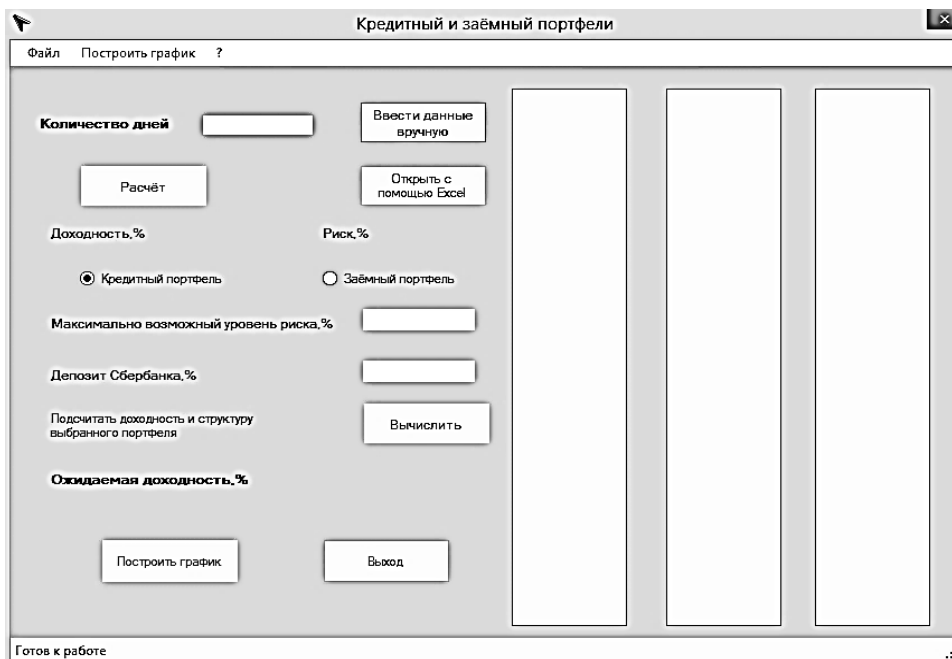 Кредитный и заёмный портфели
Файл Построить график ?
Количество дней
Ввести данные
вручную
Расчёт
Открыть с
помощью Excel
Доходность,%
Риск,%
Кредитный портфель
Заёмный портфель
Максимально возможный уровень риска,%
Депозит Сбербанка,%
Подсчитать доходность и структуру
выбранного портфеля
Вычислить
Ожидаемая доходность,%
Построить график
Выход
Готов к работе